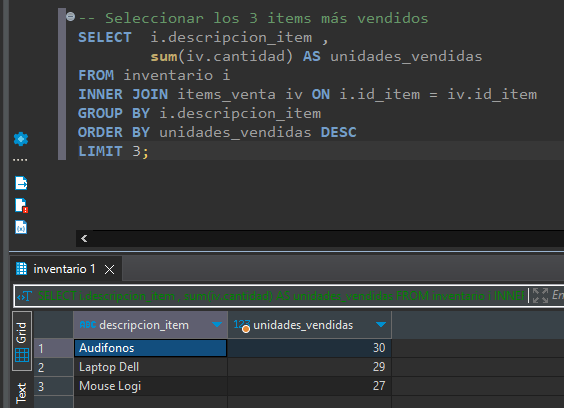 -- Seleccionar los 3 items más vendidos
SELECT i.descripcion_item ,
sum(iv.cantidad) AS unidades_vendidas
FROM inventario i
INNER JOIN items_venta iv ON i.id_item = iv.id_item
GROUP BY i.descripcion_item
ORDER BY unidades_vendidas DESC
LIMIT 3;
inventario 1
SELECT i.descripcion_item , sum(iv.cantidad) AS unidades_vendidas FROM inventario i INNE
Grid
Text
descripcion_item unidades_vendidas
1 Audifonos 30
2 Laptop Dell 29
3 Mouse Logi 27